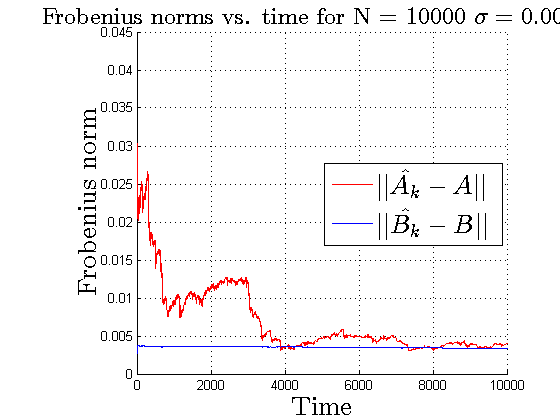 Frobenius norms vs. time for N = 10000 σ = 0.00
0.045
0.04
0.035
0.03
0.025
0.02
0.015
0.01
0.005
0
Frobenius norm
||Â_k − A||
||B̂_k − B||
0 2000 4000 6000 8000 10000
Time